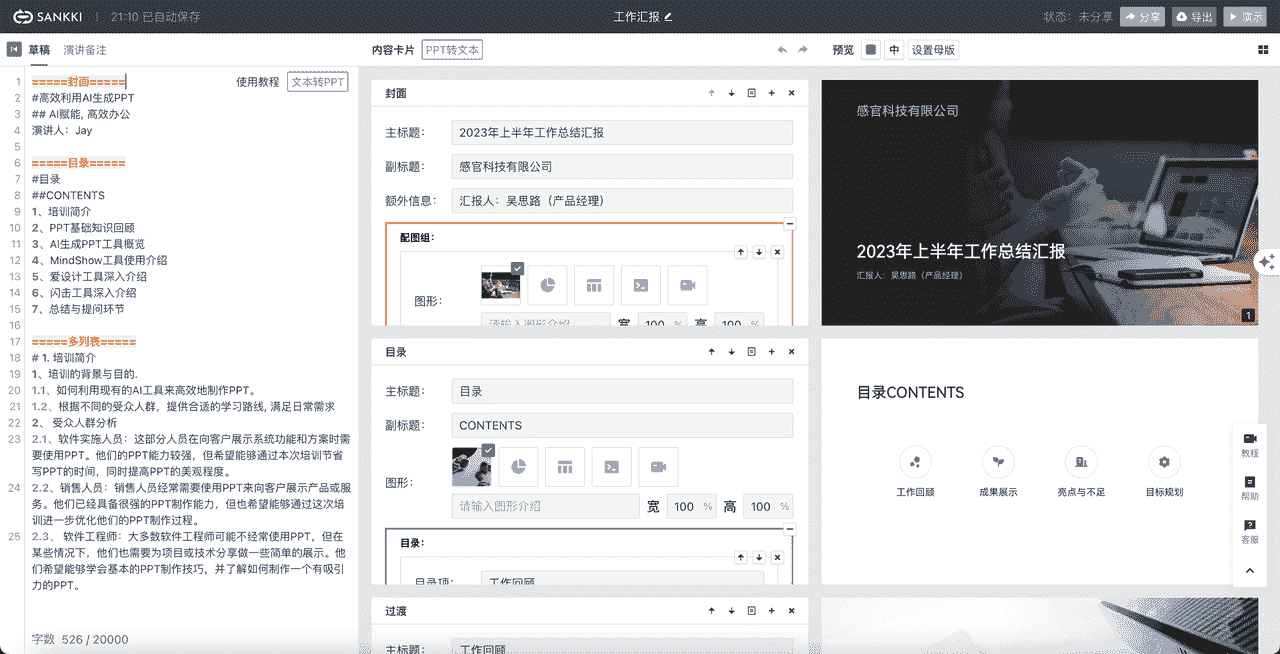 SANKKI
21:10 已自动保存
工作汇报
状态: 未分享
分享
导出
演示
草稿
演讲备注
内容卡片
PPT转文本
预览
中
设置母版
使用教程
文本转PPT
1 =====封面=====
2 #高效利用AI生成PPT
3 ## AI赋能, 高效办公
4 演讲人: Jay
5
6 =====目录=====
7 #目录
8 ##CONTENTS
9 1、培训简介
10 2、PPT基础知识回顾
11 3、AI生成PPT工具概览
12 4、MindShow工具使用介绍
13 5、爱设计工具深入介绍
14 6、闪击工具深入介绍
15 7、总结与提问环节
16
17 =====多列表=====
18 # 1. 培训简介
19 1、培训的背景与目的.
20 1.1、如何利用现有的AI工具来高效地制作PPT。
21 1.2、根据不同的受众人群，提供合适的学习路线, 满足日常需求
22 2、 受众人群分析
23 2.1、软件实施人员：这部分人员在向客户展示系统功能和方案时需
要使用PPT。他们的PPT能力较强，但希望能够通过本次培训节省
写PPT的时间，同时提高PPT的美观程度。
24 2.2、销售人员：销售人员经常需要使用PPT来向客户展示产品或服
务。他们已经具备很强的PPT制作能力，但也希望能够通过这次培
训进一步优化他们的PPT制作过程。
25 2.3、 软件工程师：大多数软件工程师可能不经常使用PPT，但在
某些情况下，他们也需要为项目或技术分享做一些简单的展示。他
们希望能够学会基本的PPT制作技巧，并了解如何制作一个有吸引
力的PPT。
字数 526 / 20000
封面
主标题: 2023年上半年工作总结汇报
副标题: 感官科技有限公司
额外信息: 汇报人：吴思路（产品经理）
配图组:
图形:
请输入图形介绍 宽 100 % 高 100 %
目录
主标题: 目录
副标题: CONTENTS
图形:
请输入图形介绍 宽 100 % 高 100 %
目录:
目录项: 工作回顾
过渡
主标题: 工作回顾
感官科技有限公司
2023年上半年工作总结汇报
汇报人：吴思路（产品经理）
1
目录CONTENTS
工作回顾
成果展示
亮点与不足
目标规划
教程
帮助
客服